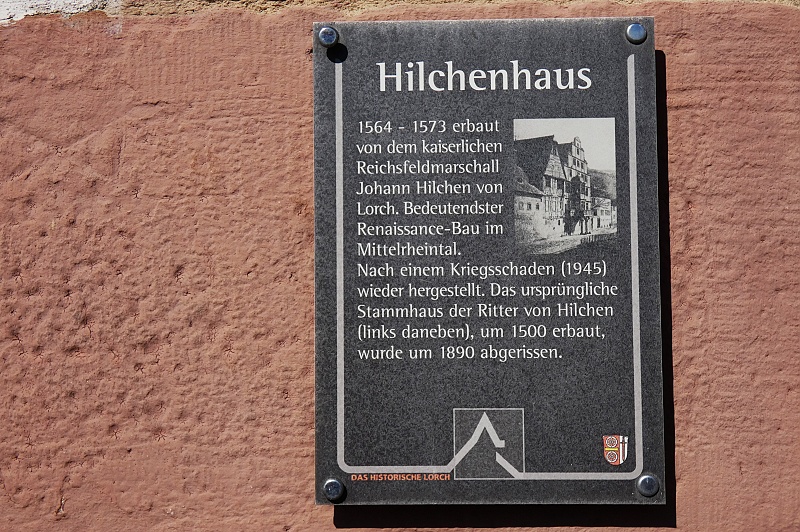 Hilchenhaus
1564 - 1573 erbaut
von dem kaiserlichen
Reichsfeldmarschall
Johann Hilchen von
Lorch. Bedeutendster
Renaissance-Bau im
Mittelrheintal.
Nach einem Kriegsschaden (1945)
wieder hergestellt. Das ursprüngliche
Stammhaus der Ritter von Hilchen
(links daneben), um 1500 erbaut,
wurde um 1890 abgerissen.
DAS HISTORISCHE LORCH